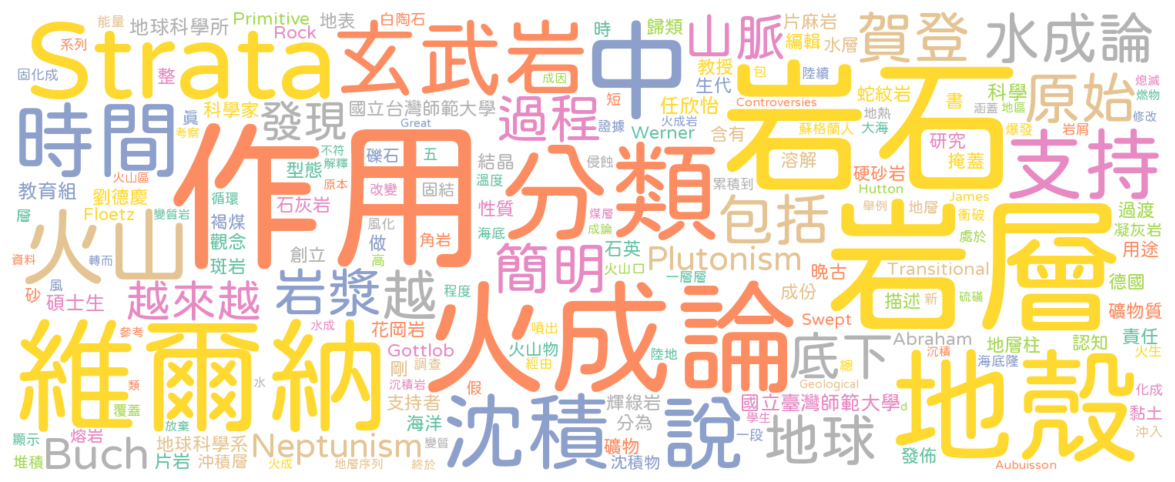 能量 地球科學所 Primitive 地表 白陶石 時 歸類 山脈 片麻岩 賀登 水成論
系列 Strata Rock 玄武岩 中 編輯 水層 熄滅
固化成 整 成因 教授 生代 陸續 包 岩石 科學 涵蓋 地區 原始 燃物
時間 眞 科學家 發現 國立台灣師範大學 過程 短 任欣怡 Controversies 蛇紋岩 書 爆發 修改
考察 證據 火成岩 地熱 岩屑
Great Werner 含有 蘇格蘭人 大海 研究 支持
火山區 不符 解釋 型態 礫石 五 結晶 侵蝕 分類 溶解 硬砂岩 掩蓋
教育組 劉德慶 循環 原本 作用 改變 固結 溫度 累積到 Hutton James
層 Floetz 變質岩 褐煤 石灰岩 性質 煤層 包括 舉例 地層 衝破 過渡
火山 觀念 風化 角岩 海底 成論 岩層 處於 凝灰岩
資料 轉而 斑岩 創立 做 高 簡明 石英 Plutonism 晚古 Transitional 用途
風 砂 碩士生 越來越 岩漿 越 一層層 火山口 成份 描述 新 硫磺 德國 礦物質
維爾納 水成 花岡岩 程度 火成論 Swept Abraham 地層柱 認知 責任
參考 Gottlob 剛 調查 火山物 噴出 經由 陸地 底下 沉積 海底隆 火生
類 水 沉積岩 假 總 Geological 地殼 化成
覆蓋 放棄 支持者 輝綠岩 國立臺灣師範大學 d 黏土
顯示 熔岩 海洋 分為 沈積 說 學生 地球 沖入
堆積 Buch 地球科學系 Neptunism 變質 礦物 一段 發佈
片岩 沖積層 火成 地層序列 終於 沈積物 Aubuisson